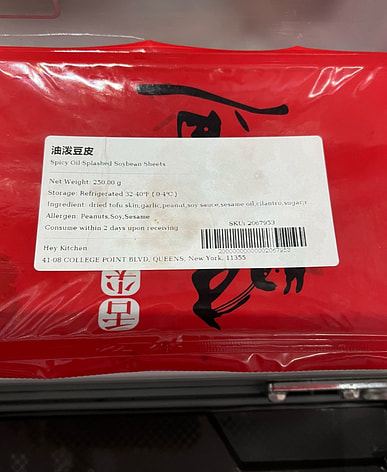 油泼豆皮
Spicy Oil-Splashed Soybean Sheets
Net Weight: 250.00 g
Storage: Refrigerated 32-40°F ( 0-4°C)
Ingredient: dried tofu skin,garlic,peanut,soy sauce,sesame oil,cilantro,sugar,r
Allergen: Peanuts,Soy,Sesame
Consume within 2 days upon receiving
SKU: 2067953
Hey Kitchen
41-08 COLLEGE POINT BLVD, QUEENS, New York, 11355